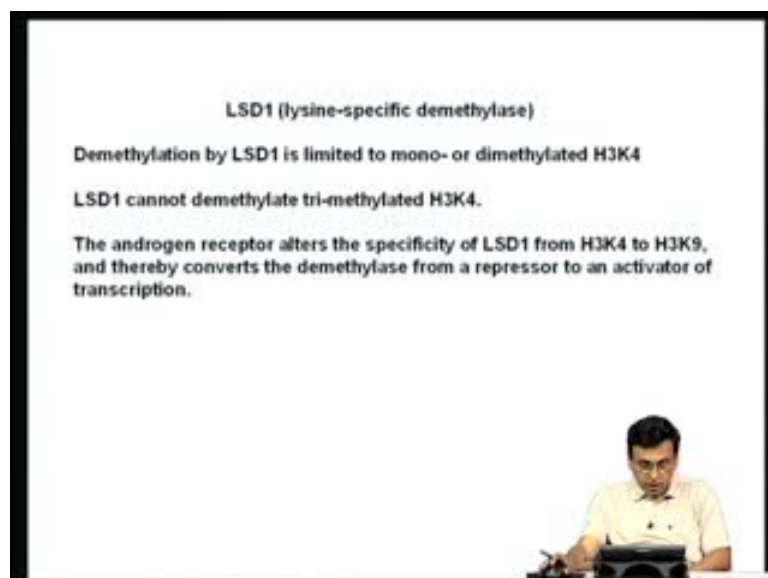 LSD1 (lysine-specific demethylase)
Demethylation by LSD1 is limited to mono- or dimethylated H3K4
LSD1 cannot demethylate tri-methylated H3K4.
The androgen receptor alters the specificity of LSD1 from H3K4 to H3K9,
and thereby converts the demethylase from a repressor to an activator of
transcription.